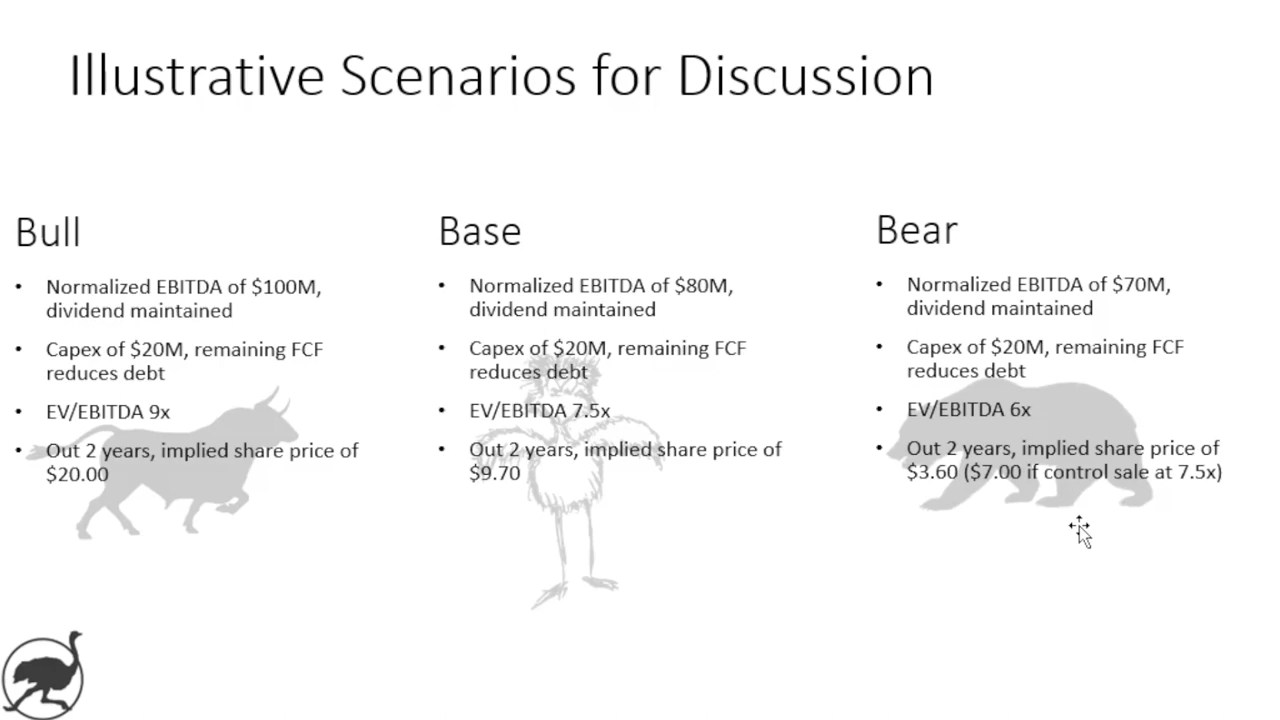 Illustrative Scenarios for Discussion
Bull
• Normalized EBITDA of $100M,
dividend maintained
• Capex of $20M, remaining FCF
reduces debt
• EV/EBITDA 9x
• Out 2 years, implied share price of
$20.00
Base
• Normalized EBITDA of $80M,
dividend maintained
• Capex of $20M, remaining FCF
reduces debt
• EV/EBITDA 7.5x
• Out 2 years, implied share price of
$9.70
Bear
• Normalized EBITDA of $70M,
dividend maintained
• Capex of $20M, remaining FCF
reduces debt
• EV/EBITDA 6x
• Out 2 years, implied share price of
$3.60 ($7.00 if control sale at 7.5x)